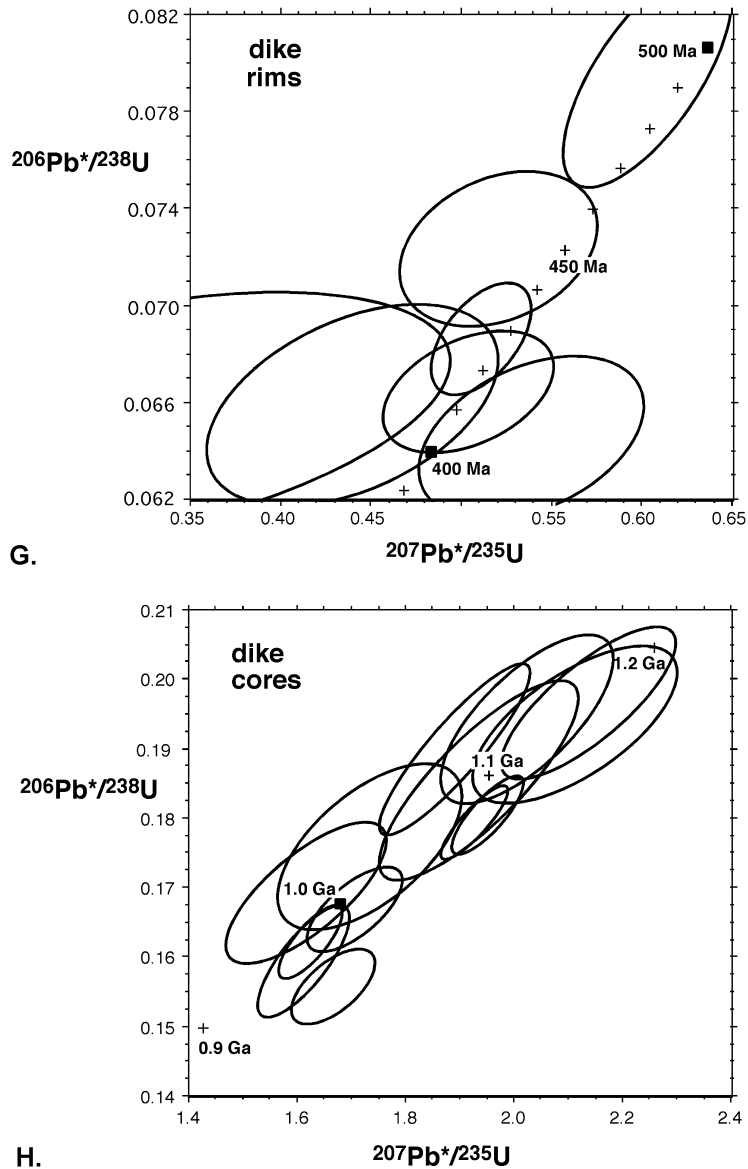 0.082
dike
rims
500 Ma
0.078
206Pb*/238U
0.074
450 Ma
0.070
0.066
400 Ma
0.062
0.35 0.40 0.45 0.55 0.60 0.65
207Pb*/235U
G.
0.21
dike
cores
1.2 Ga
0.20
206Pb*/238U
0.19
1.1 Ga
0.18
0.17
1.0 Ga
0.16
0.15
0.9 Ga
0.14
1.4 1.6 1.8 2.0 2.2 2.4
207Pb*/235U
H.